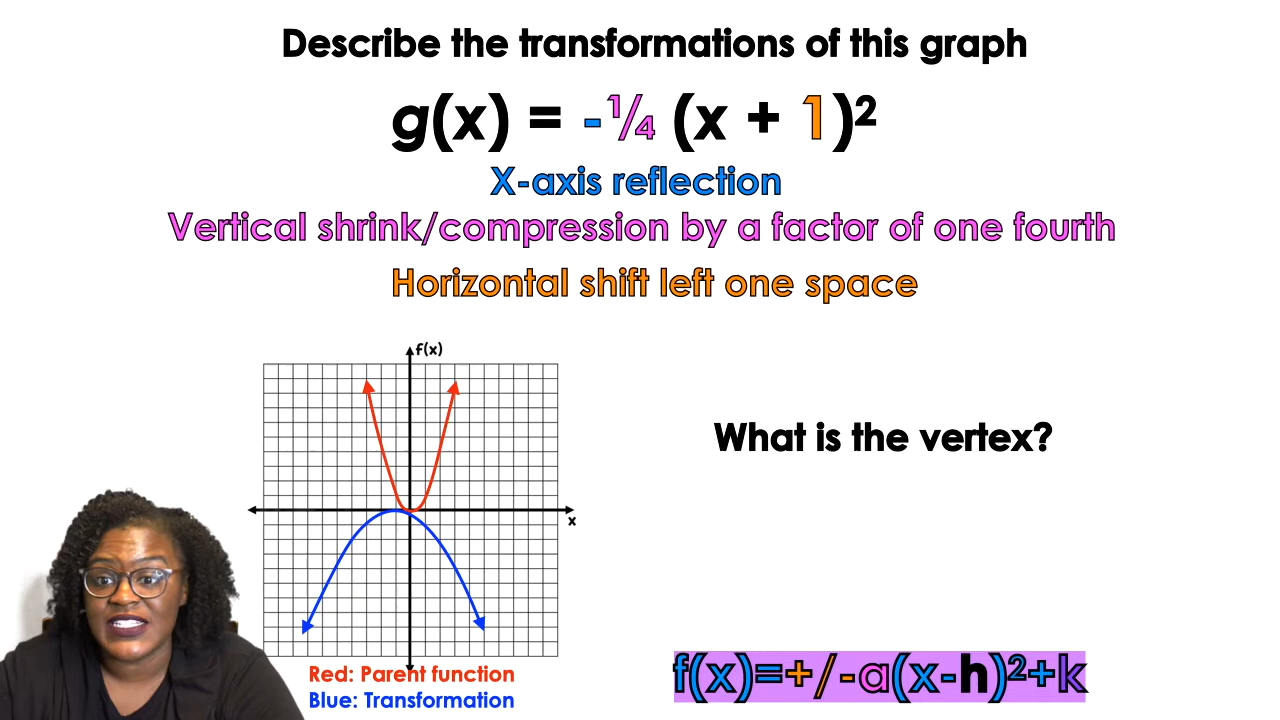 Describe the transformations of this graph
g(x) = -¼ (x + 1)²
X-axis reflection
Vertical shrink/compression by a factor of one fourth
Horizontal shift left one space
f(x)
x
What is the vertex?
Red: Parent function
Blue: Transformation
f(x)=+/-a(x-h)²+k